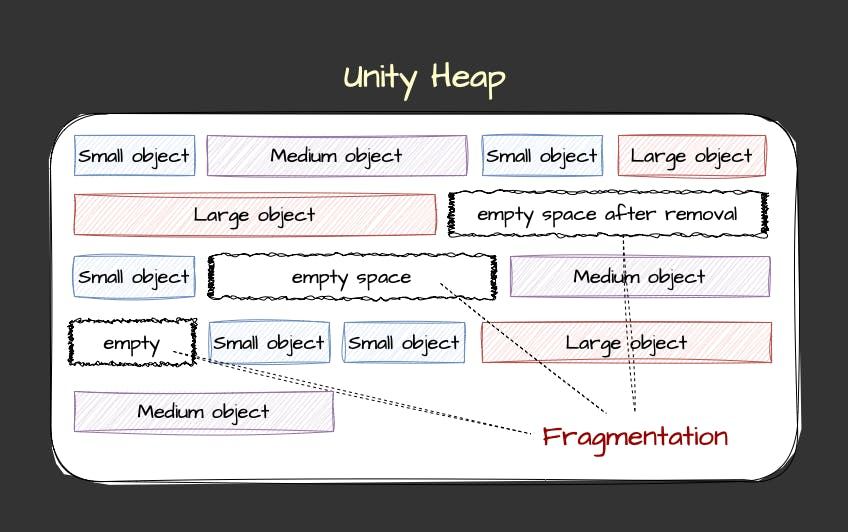 Unity Heap
Small object
Medium object
Small object
Large object
Large object
empty space after removal
Small object
empty space
Medium object
empty
Small object
Small object
Large object
Medium object
Fragmentation